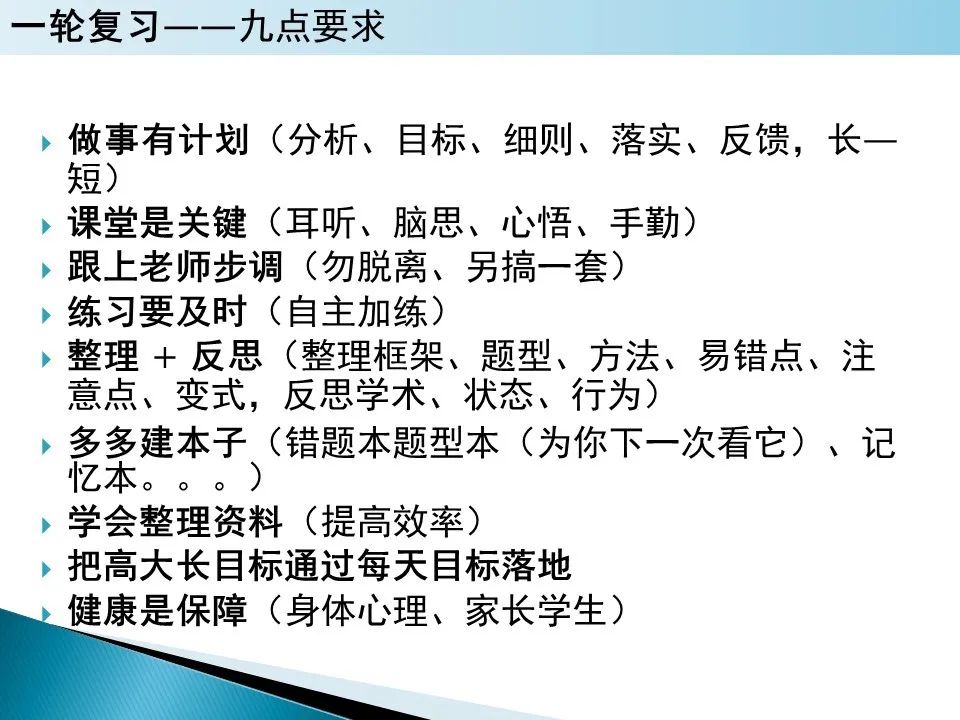 一轮复习——九点要求
做事有计划（分析、目标、细则、落实、反馈，长—
短）
课堂是关键（耳听、脑思、心悟、手勤）
跟上老师步调（勿脱离、另搞一套）
练习要及时（自主加练）
整理 + 反思（整理框架、题型、方法、易错点、注
意点、变式，反思学术、状态、行为）
多多建本子（错题本题型本（为你下一次看它）、记
忆本。。。）
学会整理资料（提高效率）
把高大长目标通过每天目标落地
健康是保障（身体心理、家长学生）